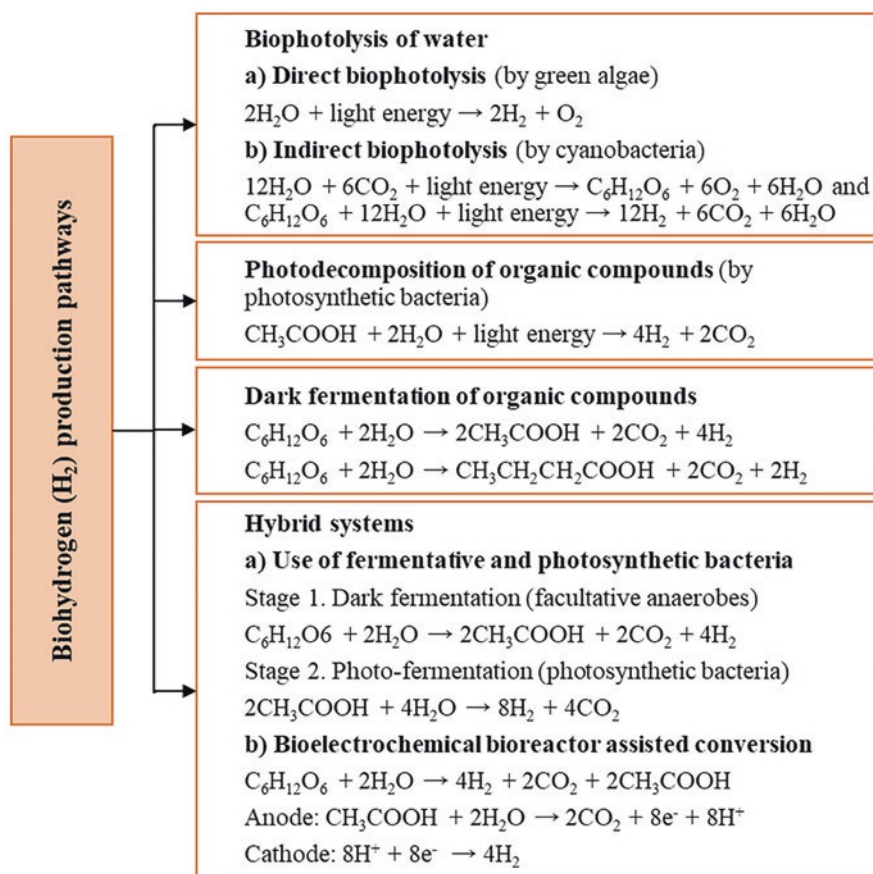 Biohydrogen (H₂) production pathways
Biophotolysis of water
a) Direct biophotolysis (by green algae)
2H₂O + light energy → 2H₂ + O₂
b) Indirect biophotolysis (by cyanobacteria)
12H₂O + 6CO₂ + light energy → C₆H₁₂O₆ + 6O₂ + 6H₂O and
C₆H₁₂O₆ + 12H₂O + light energy → 12H₂ + 6CO₂ + 6H₂O
Photodecomposition of organic compounds (by
photosynthetic bacteria)
CH₃COOH + 2H₂O + light energy → 4H₂ + 2CO₂
Dark fermentation of organic compounds
C₆H₁₂O₆ + 2H₂O → 2CH₃COOH + 2CO₂ + 4H₂
C₆H₁₂O₆ + 2H₂O → CH₃CH₂CH₂COOH + 2CO₂ + 2H₂
Hybrid systems
a) Use of fermentative and photosynthetic bacteria
Stage 1. Dark fermentation (facultative anaerobes)
C₆H₁₂O6 + 2H₂O → 2CH₃COOH + 2CO₂ + 4H₂
Stage 2. Photo-fermentation (photosynthetic bacteria)
2CH₃COOH + 4H₂O → 8H₂ + 4CO₂
b) Bioelectrochemical bioreactor assisted conversion
C₆H₁₂O₆ + 2H₂O → 4H₂ + 2CO₂ + 2CH₃COOH
Anode: CH₃COOH + 2H₂O → 2CO₂ + 8e⁻ + 8H⁺
Cathode: 8H⁺ + 8e⁻ → 4H₂